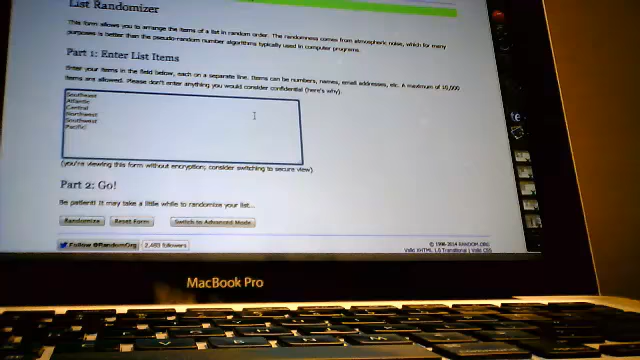 List Randomizer
This form allows you to arrange the items of a list in random order. The randomness comes from atmospheric noise, which for many
purposes is better than the pseudo-random number algorithms typically used in computer programs.
Part 1: Enter List Items
Enter your items in the field below, each on a separate line. Items can be numbers, names, email addresses, etc. A maximum of 10,000
items are allowed. Please don't enter anything you would consider confidential (here's why).
Southeast
Atlantic
Central
Northwest
Southwest
Pacific
(you're viewing this form without encryption; consider switching to secure view)
Part 2: Go!
Be patient! It may take a little while to randomize your list...
Randomize Reset Form Switch to Advanced Mode
Follow @RandomOrg 2,485 followers
© 1998-2014 RANDOM.ORG
Valid XHTML 1.0 Transitional | Valid CSS
MacBook Pro